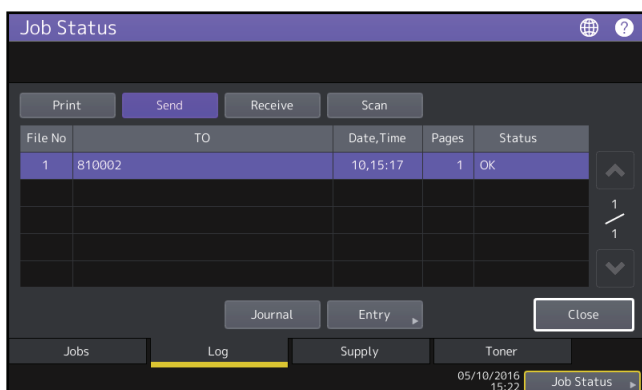 Job Status
?
Print Send Receive Scan
File No TO Date,Time Pages Status
1 810002 10,15:17 1 OK
1
1
Journal Entry Close
Jobs Log Supply Toner
05/10/2016
15:22 Job Status